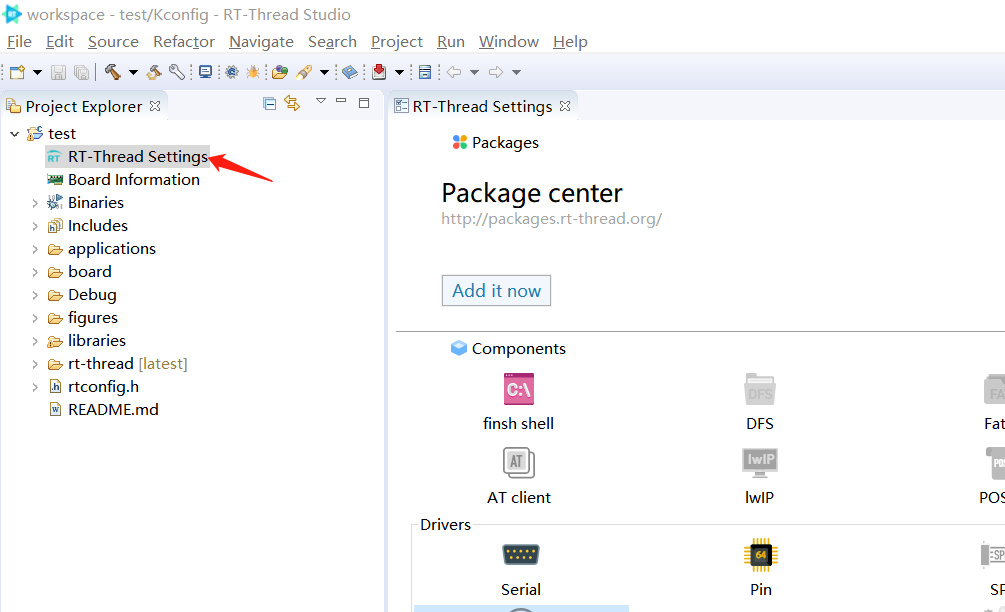 workspace - test/Kconfig - RT-Thread Studio
File Edit Source Refactor Navigate Search Project Run Window Help
Project Explorer
test
RT-Thread Settings
Board Information
Binaries
Includes
applications
board
Debug
figures
libraries
rt-thread [latest]
rtconfig.h
README.md
RT-Thread Settings
Packages
Package center
http://packages.rt-thread.org/
Add it now
Components
C:\ DFS FA
finsh shell DFS Fat
AT lwIP POS
AT client lwIP POS
Drivers
64 SP
Serial Pin